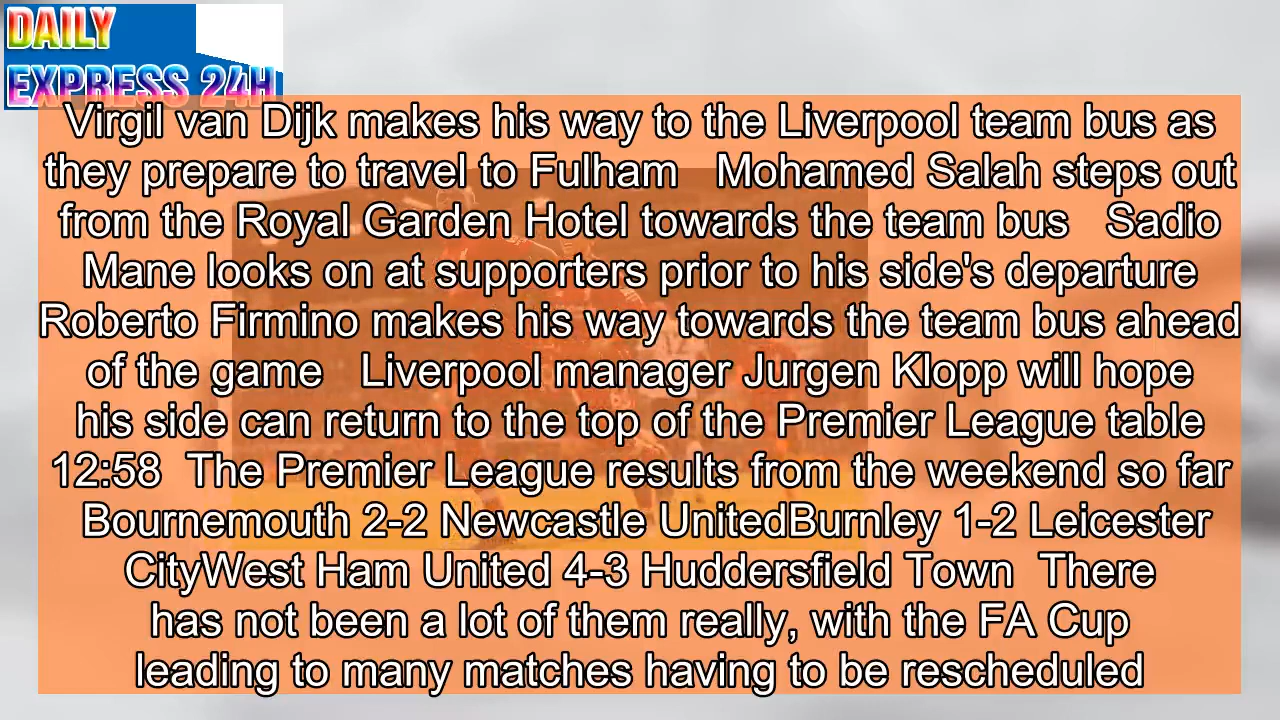 DAILY
EXPRESS 24H
Virgil van Dijk makes his way to the Liverpool team bus as
they prepare to travel to Fulham Mohamed Salah steps out
from the Royal Garden Hotel towards the team bus Sadio
Mane looks on at supporters prior to his side's departure
Roberto Firmino makes his way towards the team bus ahead
of the game Liverpool manager Jurgen Klopp will hope
his side can return to the top of the Premier League table
12:58 The Premier League results from the weekend so far
Bournemouth 2-2 Newcastle UnitedBurnley 1-2 Leicester
CityWest Ham United 4-3 Huddersfield Town There
has not been a lot of them really, with the FA Cup
leading to many matches having to be rescheduled